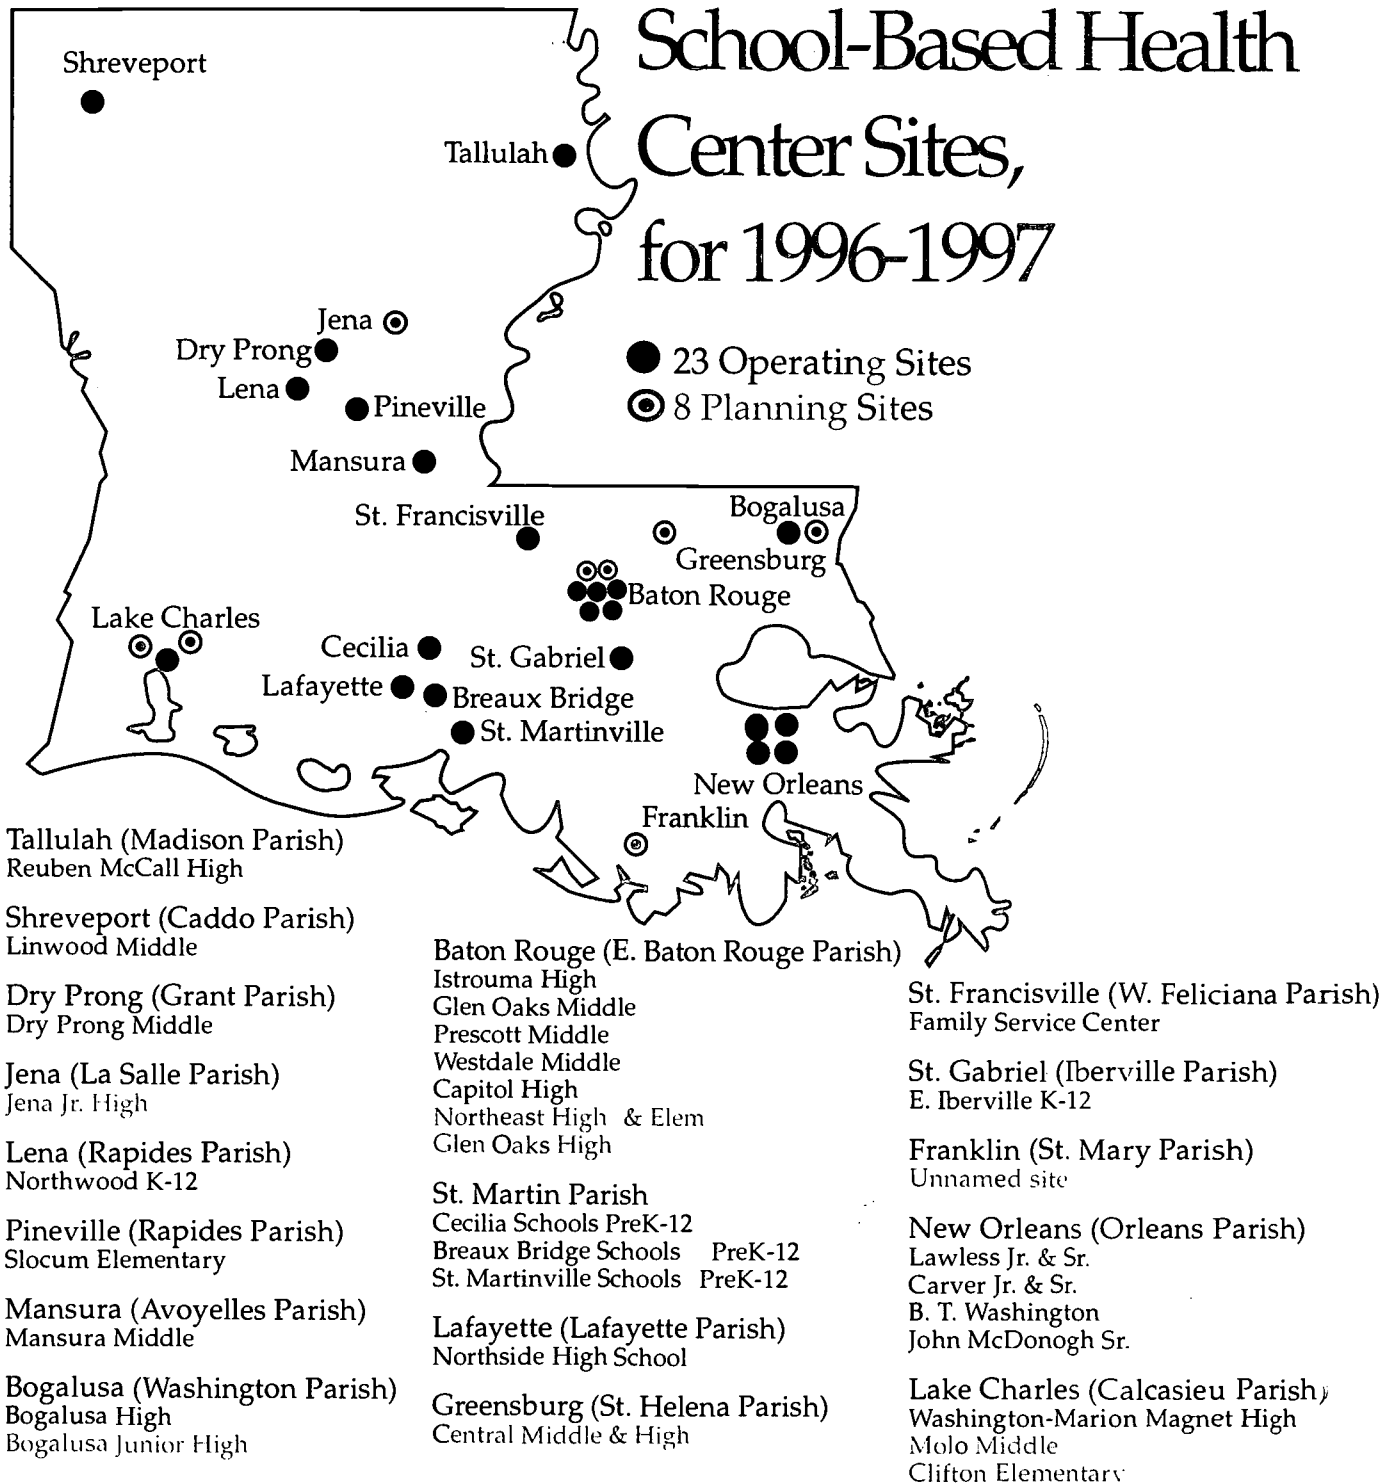 School-Based Health
Center Sites,
for 1996-1997
23 Operating Sites
8 Planning Sites
Shreveport
Tallulah
Jena
Dry Prong
Lena
Pineville
Mansura
St. Francisville
Bogalusa
Greensburg
Baton Rouge
Lake Charles
Cecilia
St. Gabriel
Lafayette
Breaux Bridge
St. Martinville
New Orleans
Franklin
Tallulah (Madison Parish)
Reuben McCall High
Shreveport (Caddo Parish)
Linwood Middle
Dry Prong (Grant Parish)
Dry Prong Middle
Jena (La Salle Parish)
Jena Jr. High
Lena (Rapides Parish)
Northwood K-12
Pineville (Rapides Parish)
Slocum Elementary
Mansura (Avoyelles Parish)
Mansura Middle
Bogalusa (Washington Parish)
Bogalusa High
Bogalusa Junior High
Baton Rouge (E. Baton Rouge Parish)
Istrouma High
Glen Oaks Middle
Prescott Middle
Westdale Middle
Capitol High
Northeast High & Elem
Glen Oaks High
St. Martin Parish
Cecilia Schools PreK-12
Breaux Bridge Schools PreK-12
St. Martinville Schools PreK-12
Lafayette (Lafayette Parish)
Northside High School
Greensburg (St. Helena Parish)
Central Middle & High
St. Francisville (W. Feliciana Parish)
Family Service Center
St. Gabriel (Iberville Parish)
E. Iberville K-12
Franklin (St. Mary Parish)
Unnamed site
New Orleans (Orleans Parish)
Lawless Jr. & Sr.
Carver Jr. & Sr.
B. T. Washington
John McDonogh Sr.
Lake Charles (Calcasieu Parish)
Washington-Marion Magnet High
Molo Middle
Clifton Elementary